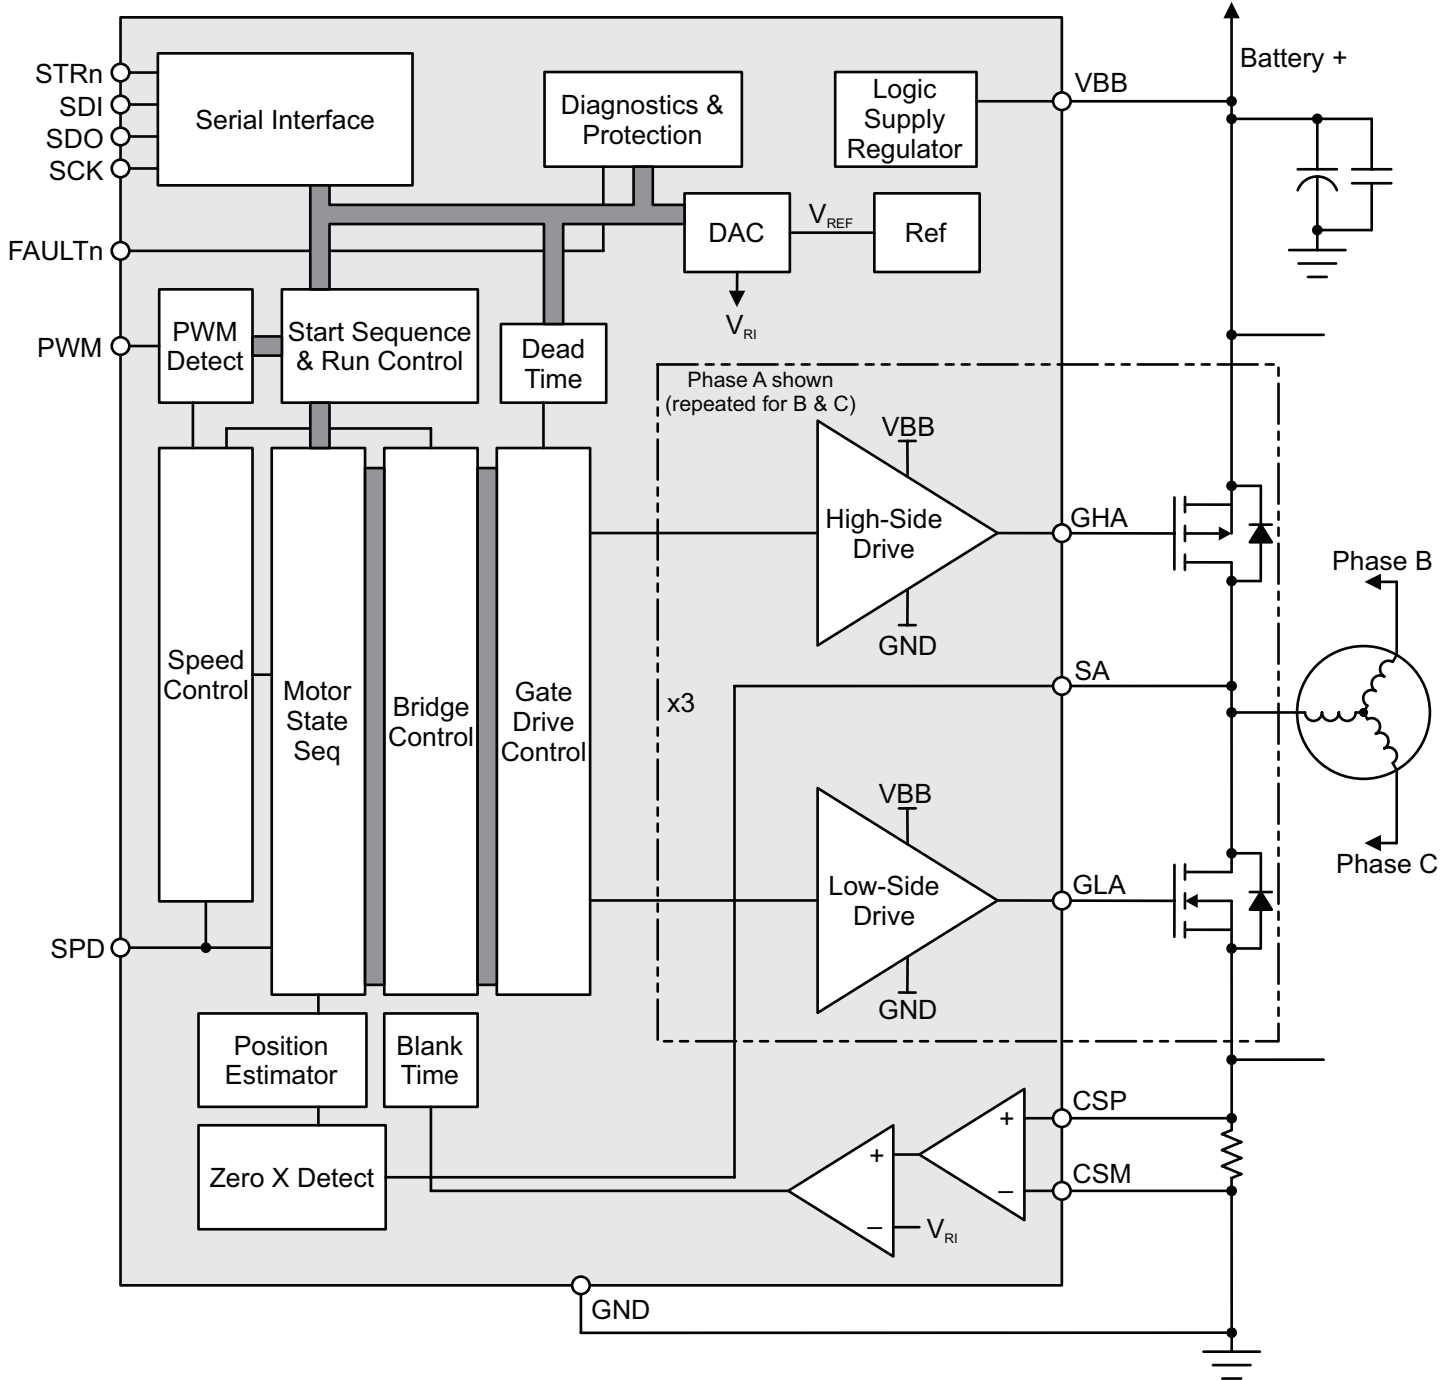 Battery +
STRn
SDI
SDO
SCK
Serial Interface
Diagnostics &
Protection
Logic
Supply
Regulator
VBB
FAULTn
DAC
VREF
Ref
VRI
PWM
PWM
Detect
Start Sequence
& Run Control
Dead
Time
Phase A shown
(repeated for B & C)
VBB
High-Side
Drive
GND
GHA
Phase B
Speed
Control
Motor
State
Seq
Bridge
Control
Gate
Drive
Control
x3
SA
VBB
Low-Side
Drive
GND
GLA
Phase C
SPD
Position
Estimator
Blank
Time
Zero X Detect
+
–
CSP
CSM
+
–
VRI
GND